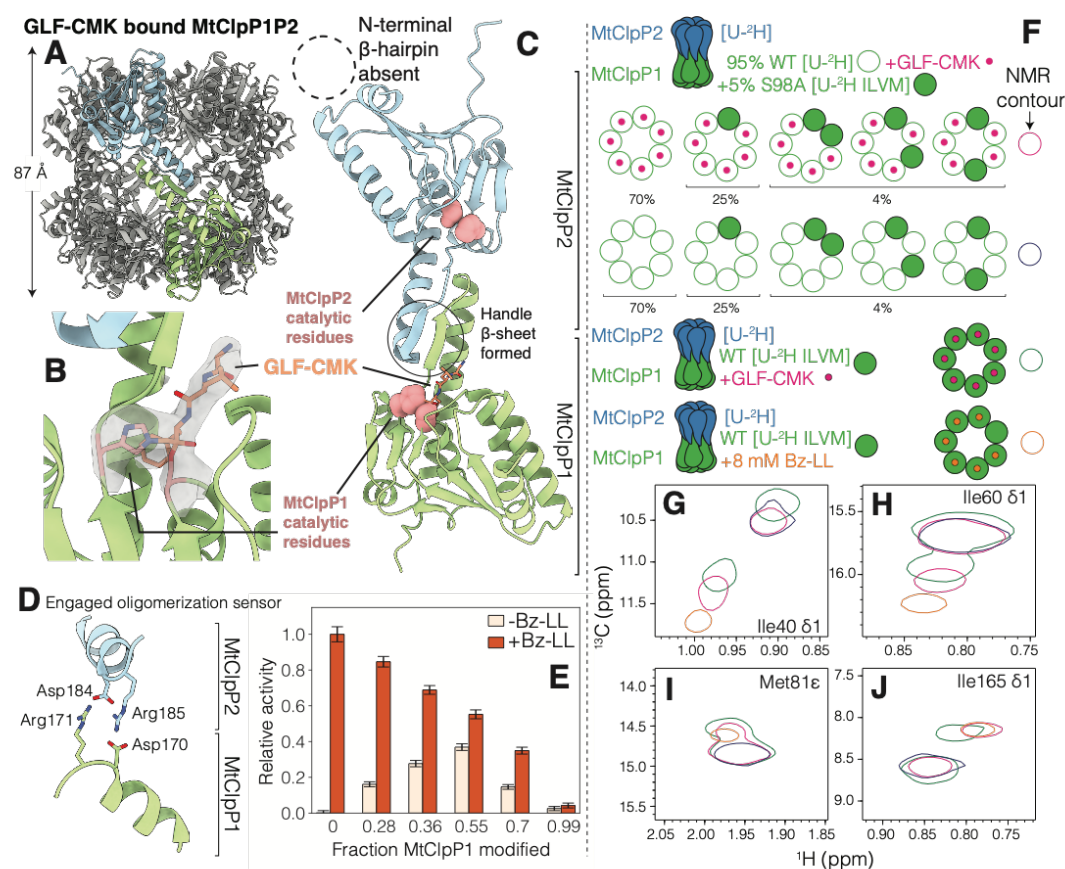 GLF-CMK bound MtClpP1P2
A
87 Å
N-terminal
β-hairpin
absent
C
MtClpP2
MtClpP2
catalytic
residues
Handle
β-sheet
formed
B
GLF-CMK
MtClpP1
catalytic
residues
MtClpP1
D Engaged oligomerization sensor
Asp184
Arg171
Arg185
Asp170
MtClpP2
MtClpP1
E
-Bz-LL
+Bz-LL
Relative activity
1.0
0.8
0.6
0.4
0.2
0.0
0 0.28 0.36 0.55 0.7 0.99
Fraction MtClpP1 modified
F
MtClpP2 [U-²H]
MtClpP1 95% WT [U-²H] +GLF-CMK
+5% S98A [U-²H ILVM]
NMR
contour
70% 25% 4%
70% 25% 4%
MtClpP2 [U-²H]
MtClpP1 WT [U-²H ILVM]
+GLF-CMK
MtClpP2 [U-²H]
MtClpP1 WT [U-²H ILVM]
+8 mM Bz-LL
G
10.5
11.0
11.5
1.00 0.95 0.90
Ile40 δ1
¹³C (ppm)
H
Ile60 δ1
15.5
16.0
0.85 0.80 0.75
I
Met81ε
14.0
14.5
15.0
15.5
2.05 2.00 1.95 1.90 1.85
J
Ile165 δ1
8.0
8.5
9.0
0.90 0.85 0.80 0.75
¹H (ppm)